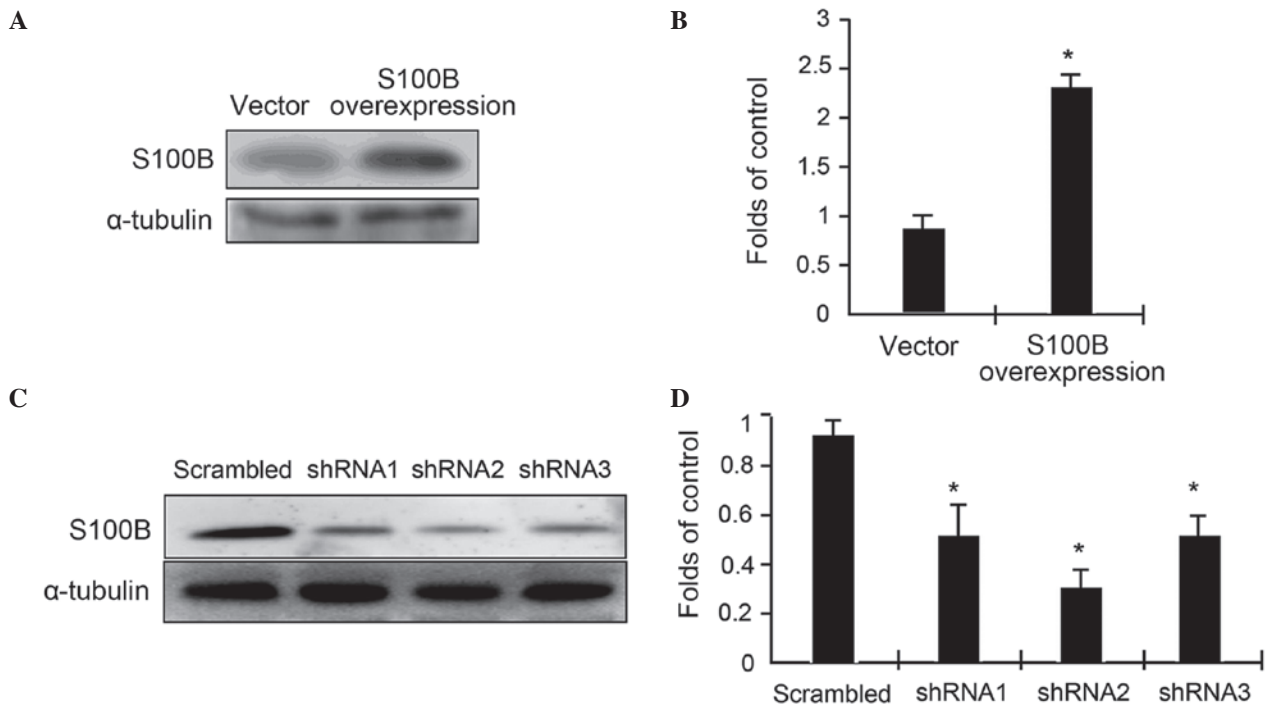 A
Vector
S100B
overexpression
S100B
α-tubulin
B
Folds of control
3
2.5
2
1.5
1
0.5
0
*
Vector
S100B
overexpression
C
Scrambled shRNA1 shRNA2 shRNA3
S100B
α-tubulin
D
Folds of control
1
0.8
0.6
0.4
0.2
0
*
*
*
Scrambled shRNA1 shRNA2 shRNA3